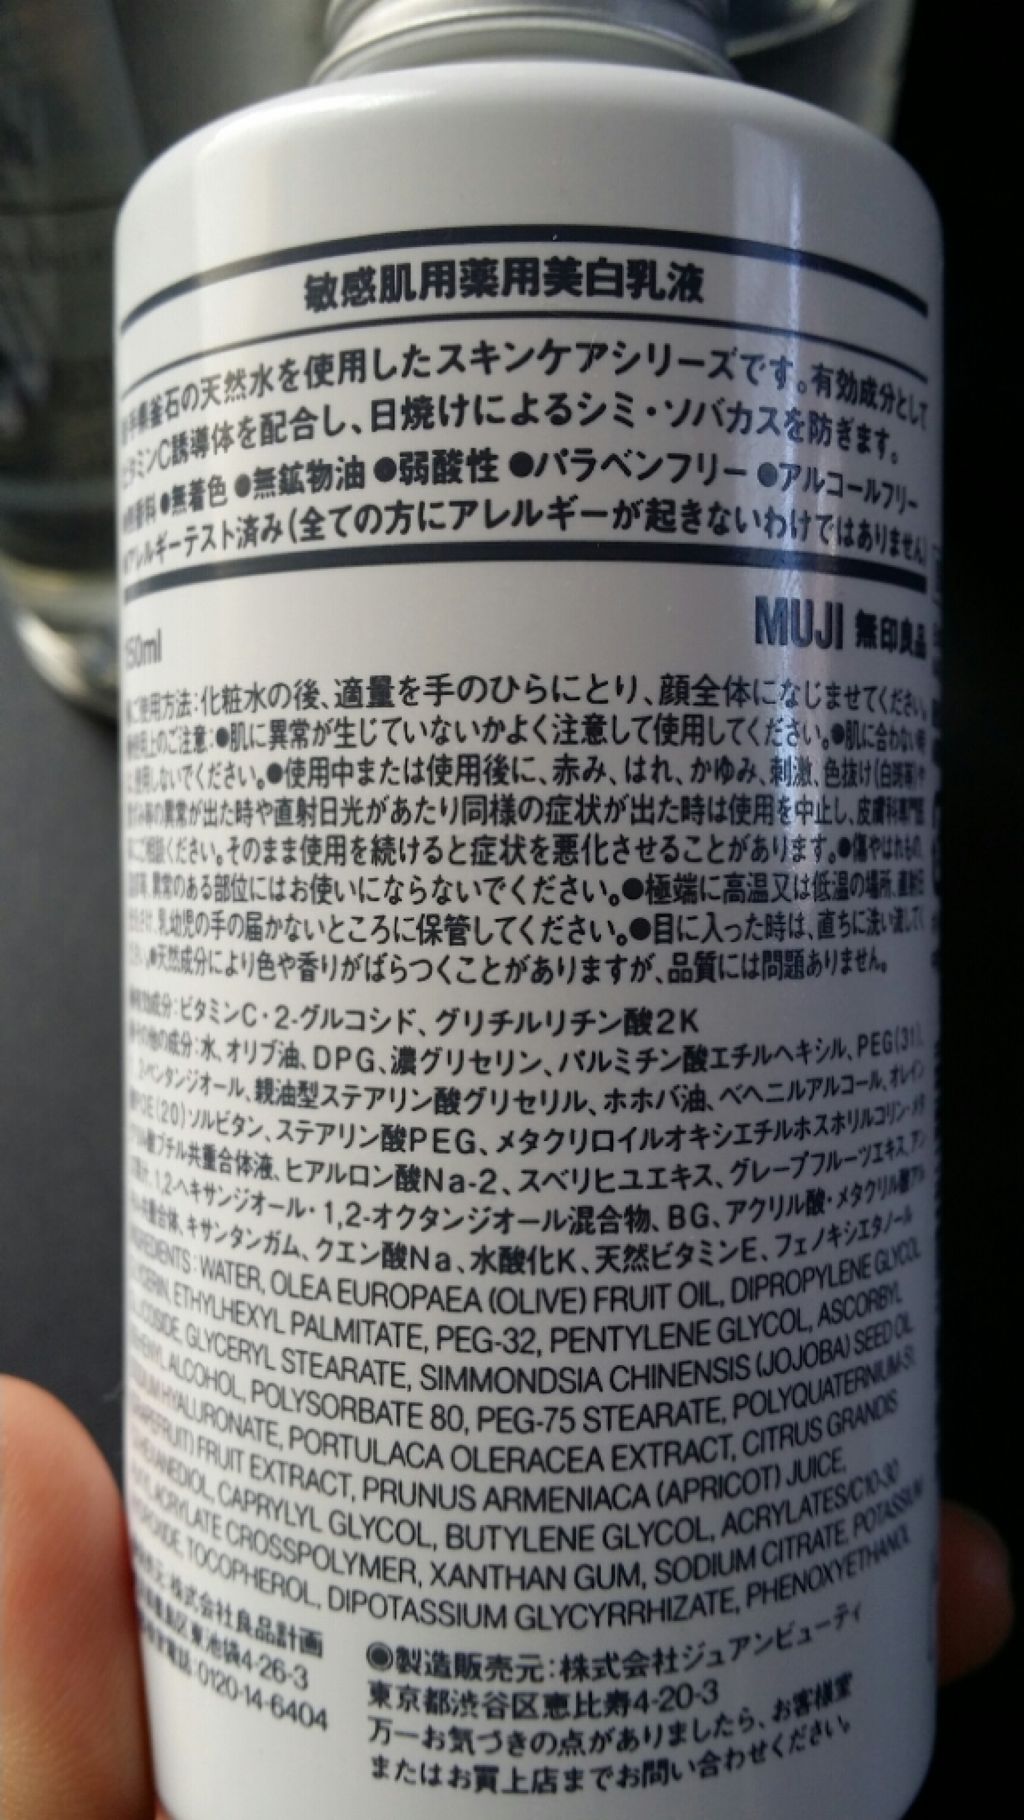 敏感肌用薬用美白乳液
手県釜石の天然水を使用したスキンケアシリーズです。有効成分として
ビタミンC誘導体を配合し、日焼けによるシミ・ソバカスを防ぎます。
無香料 ●無着色 ●無鉱物油 ●弱酸性 ●パラベンフリー ●アルコールフリー
アレルギーテスト済み(全ての方にアレルギーが起きないわけではありません)
150ml
MUJI 無印良品
ご使用方法:化粧水の後、適量を手のひらにとり、顔全体になじませてください。
使用上のご注意:●肌に異常が生じていないかよく注意して使用してください。●肌に合わない時
使用しないでください。●使用中または使用後に、赤み、はれ、かゆみ、刺激、色抜け(白斑等)や
の異常が出た時や直射日光があたり同様の症状が出た時は使用を中止し、皮膚科専門医
ご相談ください。そのまま使用を続けると症状を悪化させることがあります。●傷やはれもの、
異常のある部位にはお使いにならないでください。●極端に高温又は低温の場所、直射日
乳幼児の手の届かないところに保管してください。●目に入った時は、直ちに洗い流して
●天然成分により色や香りがばらつくことがありますが、品質には問題ありません。
有効成分:ビタミンC・2-グルコシド、グリチルリチン酸2K
その他の成分:水、オリブ油、DPG、濃グリセリン、パルミチン酸エチルヘキシル、PEG(31)、
ペンタンジオール、親油型ステアリン酸グリセリル、ホホバ油、ベヘニルアルコール、オレイン
POE(20)ソルビタン、ステアリン酸PEG、メタクリロイルオキシエチルホスホリルコリン・メタ
酸ブチル共重合体液、ヒアルロン酸Na-2、スベリヒユエキス、グレープフルーツエキス、アン
果汁、1,2-ヘキサンジオール・1,2-オクタンジオール混合物、BG、アクリル酸・メタクリル酸アル
共重合体、キサンタンガム、クエン酸Na、水酸化K、天然ビタミンE、フェノキシエタノール
INGREDIENTS: WATER, OLEA EUROPAEA (OLIVE) FRUIT OIL, DIPROPYLENE GLYCOL,
GLYCERIN, ETHYLHEXYL PALMITATE, PEG-32, PENTYLENE GLYCOL, ASCORBYL
GLUCOSIDE, GLYCERYL STEARATE, SIMMONDSIA CHINENSIS (JOJOBA) SEED OIL,
BEHENYL ALCOHOL, POLYSORBATE 80, PEG-75 STEARATE, POLYQUATERNIUM-51,
SODIUM HYALURONATE, PORTULACA OLERACEA EXTRACT, CITRUS GRANDIS
(GRAPEFRUIT) FRUIT EXTRACT, PRUNUS ARMENIACA (APRICOT) JUICE,
HEXANEDIOL, CAPRYLYL GLYCOL, BUTYLENE GLYCOL, ACRYLATES/C10-30
ALKYL ACRYLATE CROSSPOLYMER, XANTHAN GUM, SODIUM CITRATE, POTASSIUM
HYDROXIDE, TOCOPHEROL, DIPOTASSIUM GLYCYRRHIZATE, PHENOXYETHANOL
株式会社良品計画
豊島区東池袋4-26-3
電話:0120-14-6404
◉製造販売元:株式会社ジュアンビューティ
東京都渋谷区恵比寿4-20-3
万一お気づきの点がありましたら、お客様室
またはお買上店までお問い合わせください。